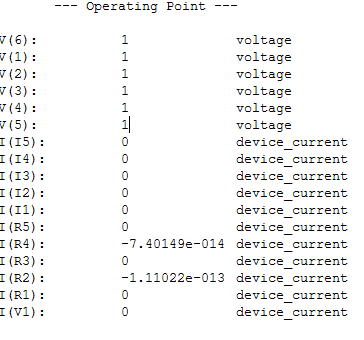 --- Operating Point ---
V(6): 1 voltage
V(1): 1 voltage
V(2): 1 voltage
V(3): 1 voltage
V(4): 1 voltage
V(5): 1 voltage
I(I5): 0 device_current
I(I4): 0 device_current
I(I3): 0 device_current
I(I2): 0 device_current
I(I1): 0 device_current
I(R5): 0 device_current
I(R4): -7.40149e-014 device_current
I(R3): 0 device_current
I(R2): -1.11022e-013 device_current
I(R1): 0 device_current
I(V1): 0 device_current